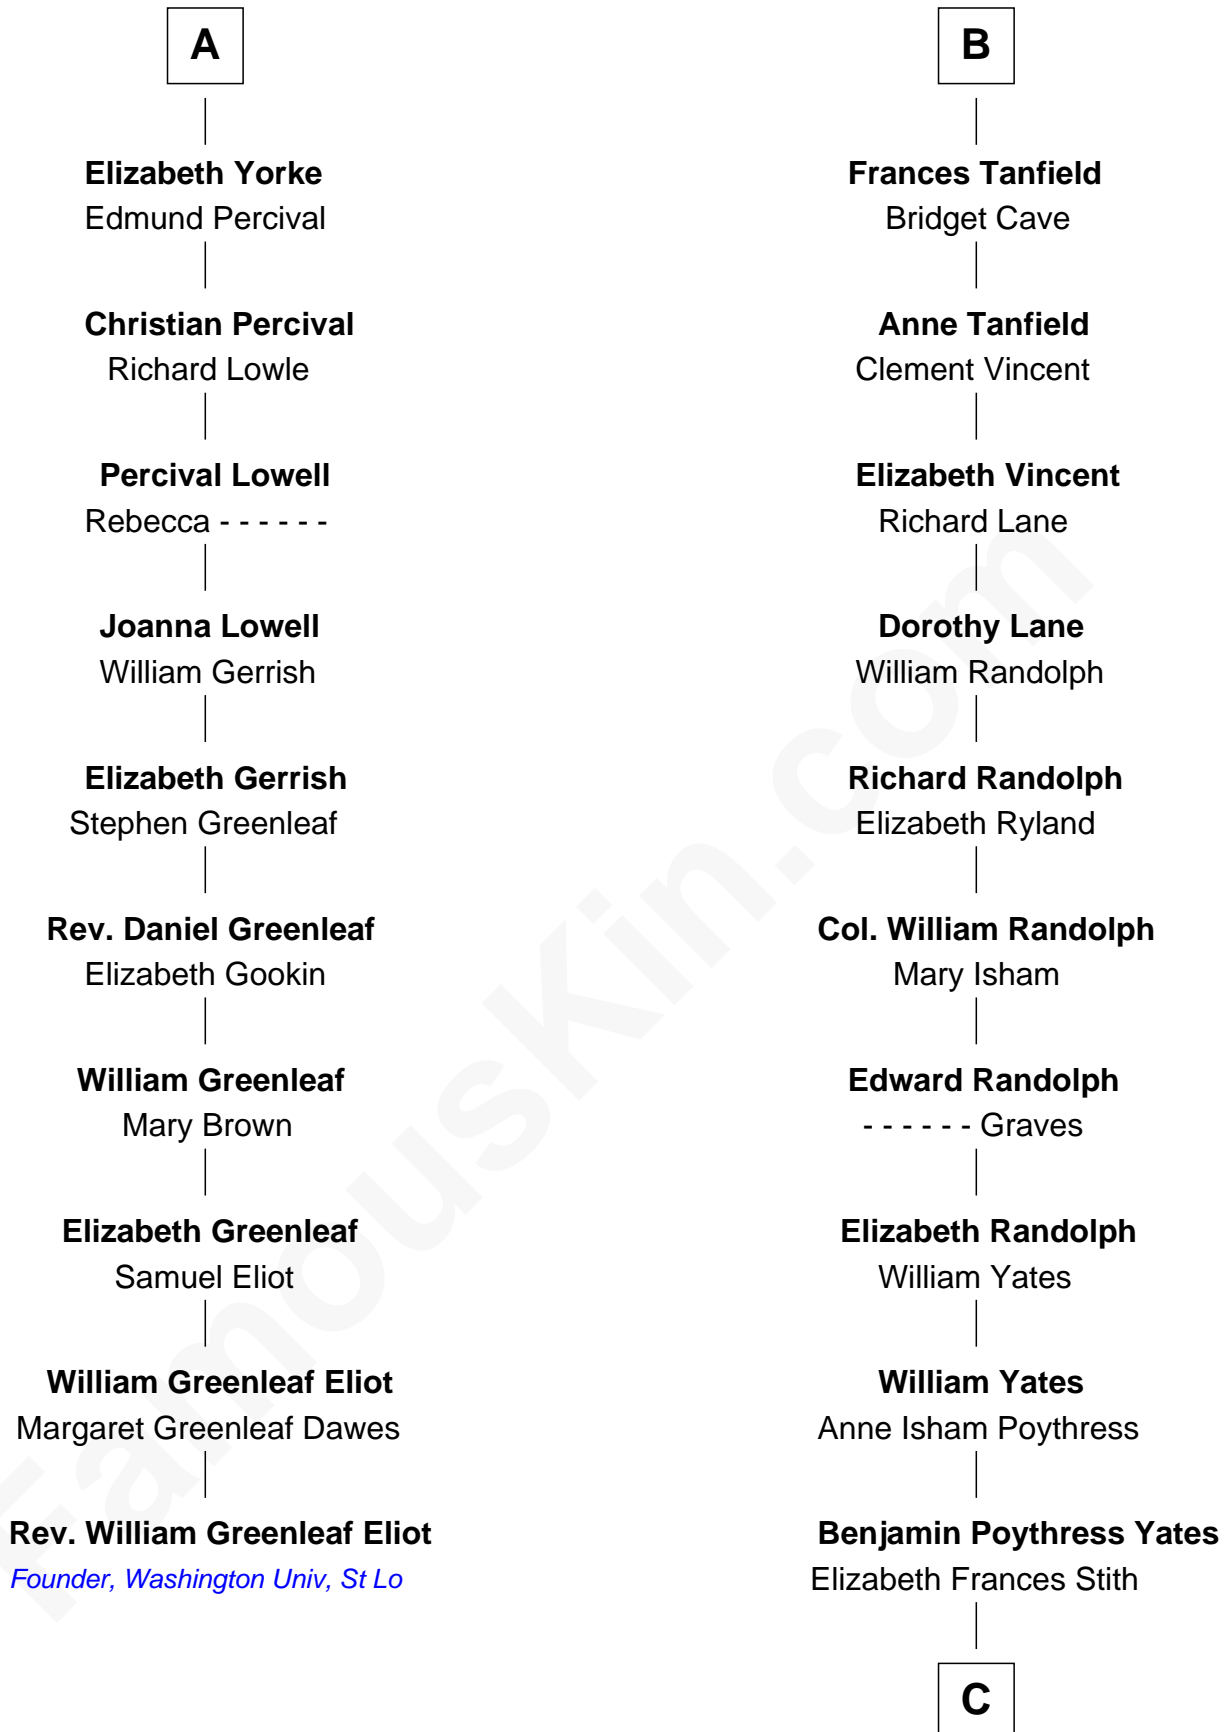 A
Elizabeth Yorke
Edmund Percival
Christian Percival
Richard Lowle
Percival Lowell
Rebecca - - - - - -
Joanna Lowell
William Gerrish
Elizabeth Gerrish
Stephen Greenleaf
Rev. Daniel Greenleaf
Elizabeth Gookin
William Greenleaf
Mary Brown
Elizabeth Greenleaf
Samuel Eliot
William Greenleaf Eliot
Margaret Greenleaf Dawes
Rev. William Greenleaf Eliot
Founder, Washington Univ, St Lo
B
Frances Tanfield
Bridget Cave
Anne Tanfield
Clement Vincent
Elizabeth Vincent
Richard Lane
Dorothy Lane
William Randolph
Richard Randolph
Elizabeth Ryland
Col. William Randolph
Mary Isham
Edward Randolph
- - - - - - Graves
Elizabeth Randolph
William Yates
William Yates
Anne Isham Poythress
Benjamin Poythress Yates
Elizabeth Frances Stith
C
FamousKin.com